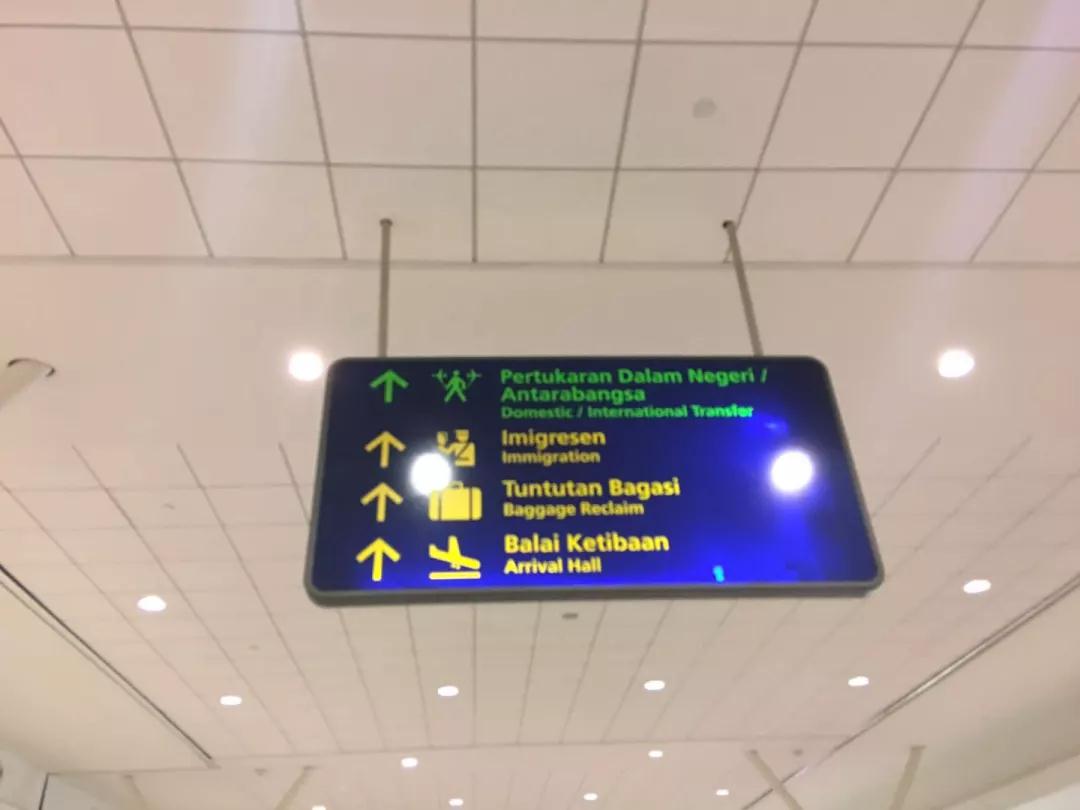 Pertukaran Dalam Negeri /
Antarabangsa
Domestic / International Transfer
Imigresen
Immigration
Tuntutan Bagasi
Baggage Reclaim
Balai Ketibaan
Arrival Hall